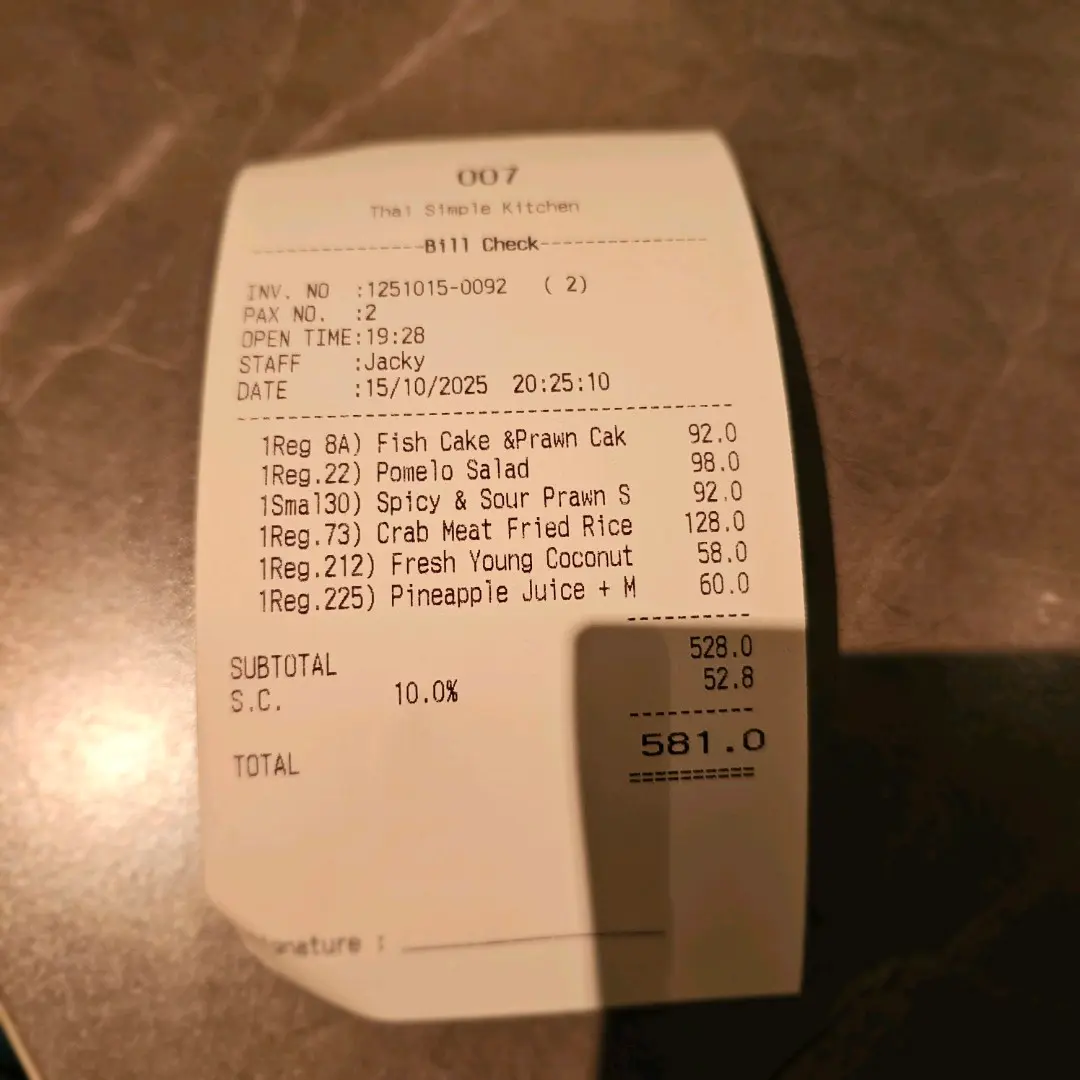 007
Thai Simple Kitchen
-----------------Bill Check-----------------
INV. NO :1251015-0092 ( 2)
PAX NO. :2
OPEN TIME:19:28
STAFF :Jacky
DATE :15/10/2025 20:25:10
1Reg 8A) Fish Cake &Prawn Cak 92.0
1Reg.22) Pomelo Salad 98.0
1Smal30) Spicy & Sour Prawn S 92.0
1Reg.73) Crab Meat Fried Rice 128.0
1Reg.212) Fresh Young Coconut 58.0
1Reg.225) Pineapple Juice + M 60.0
SUBTOTAL 528.0
S.C. 10.0% 52.8
TOTAL 581.0